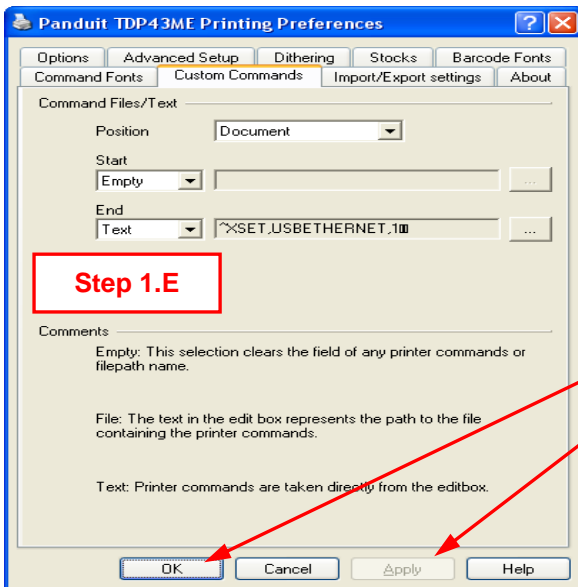 Panduit TDP43ME Printing Preferences
Options Advanced Setup Dithering Stocks Barcode Fonts
Command Fonts Custom Commands Import/Export settings About
Command Files/Text
Position Document
Start
Empty ...
End
Text ^XSET,USBETHERNET,1 ...
Step 1.E
Comments
Empty: This selection clears the field of any printer commands or
filepath name.
File: The text in the edit box represents the path to the file
containing the printer commands.
Text: Printer commands are taken directly from the editbox.
OK Cancel Apply Help